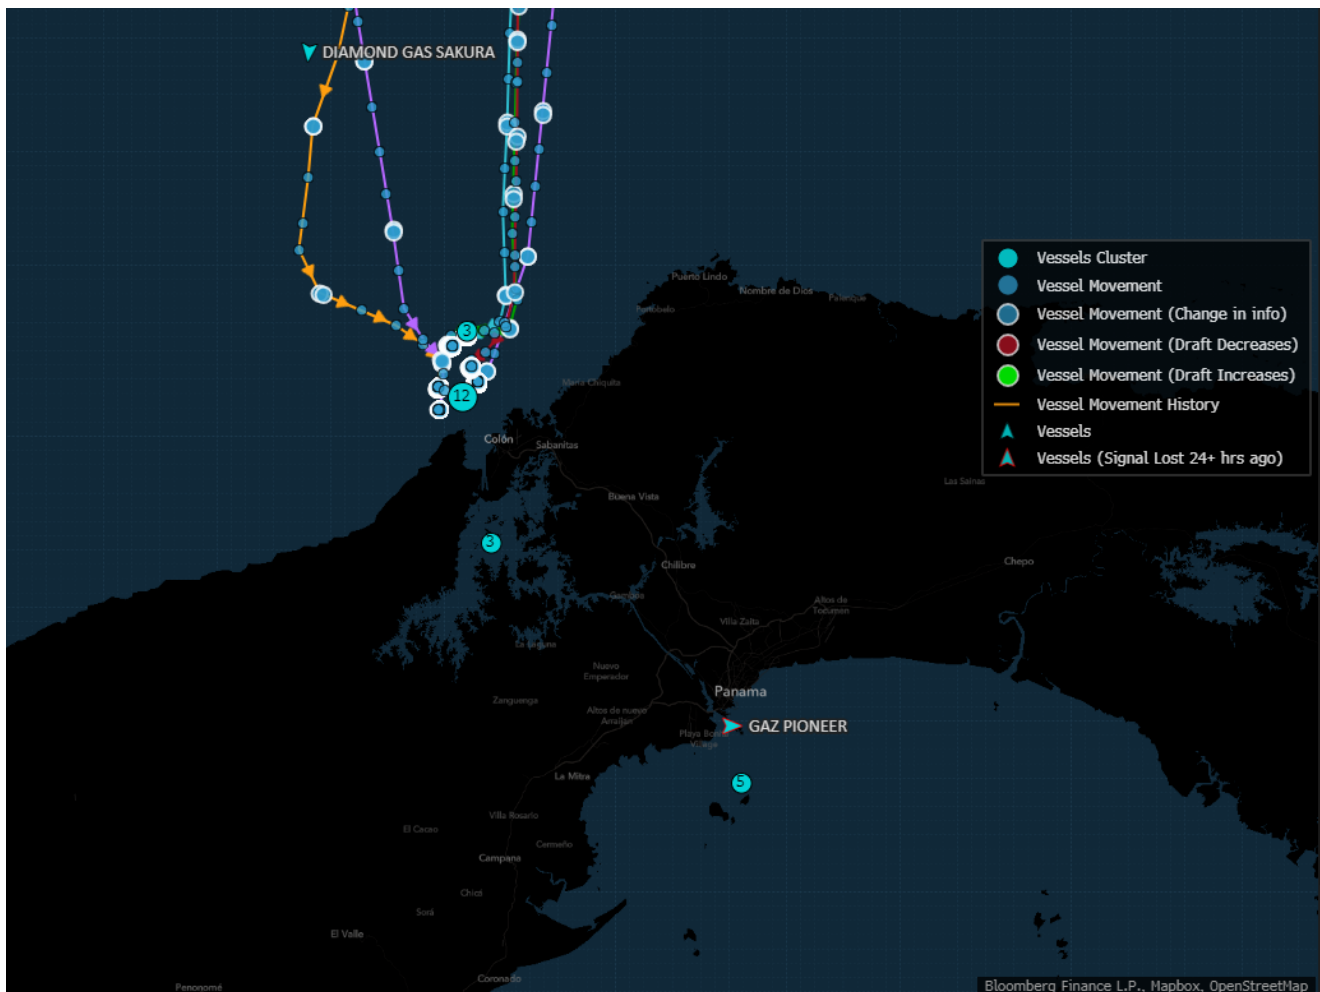 DIAMOND GAS SAKURA
Vessels Cluster
Vessel Movement
Vessel Movement (Change in info)
Vessel Movement (Draft Decreases)
Vessel Movement (Draft Increases)
Vessel Movement History
Vessels
Vessels (Signal Lost 24+ hrs ago)
Puerto Lindo
Nombre de Dios
Palenque
Portobelo
3
María Chiquita
12
Colón
Sabanitas
Las Sainas
Buena Vista
3
Chilibre
Chepo
Gamboa
Altos de
Tocumen
Villa Zaita
La Laguna
Nuevo
Emperador
Panama
Zanguenga
Altos de nuevo
Arraijan
GAZ PIONEER
Playa Bonita
Village
La Mitra
5
Villa Rosario
El Cacao
Cermeño
Campana
Chicá
Sorá
El Valle
Coronado
Penonomé
Bloomberg Finance L.P., Mapbox, OpenStreetMap